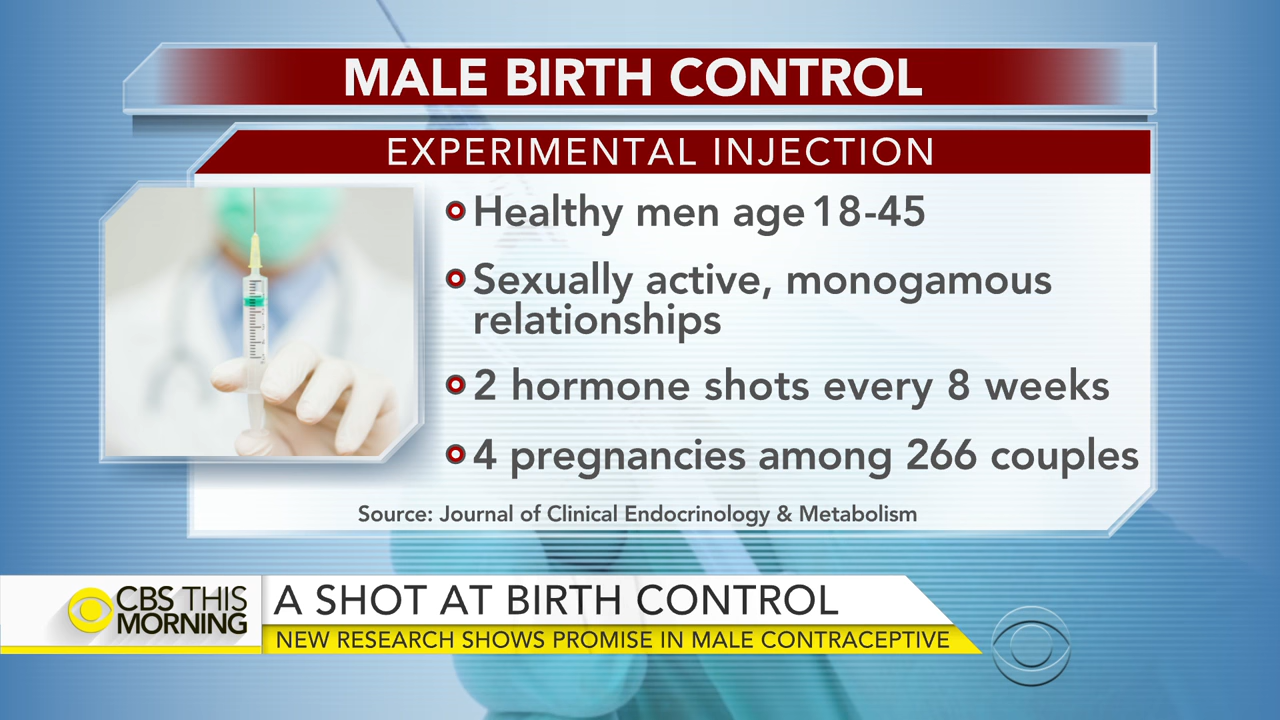 MALE BIRTH CONTROL
EXPERIMENTAL INJECTION
Healthy men age 18-45
Sexually active, monogamous
relationships
2 hormone shots every 8 weeks
4 pregnancies among 266 couples
Source: Journal of Clinical Endocrinology & Metabolism
CBS THIS
MORNING
A SHOT AT BIRTH CONTROL
NEW RESEARCH SHOWS PROMISE IN MALE CONTRACEPTIVE